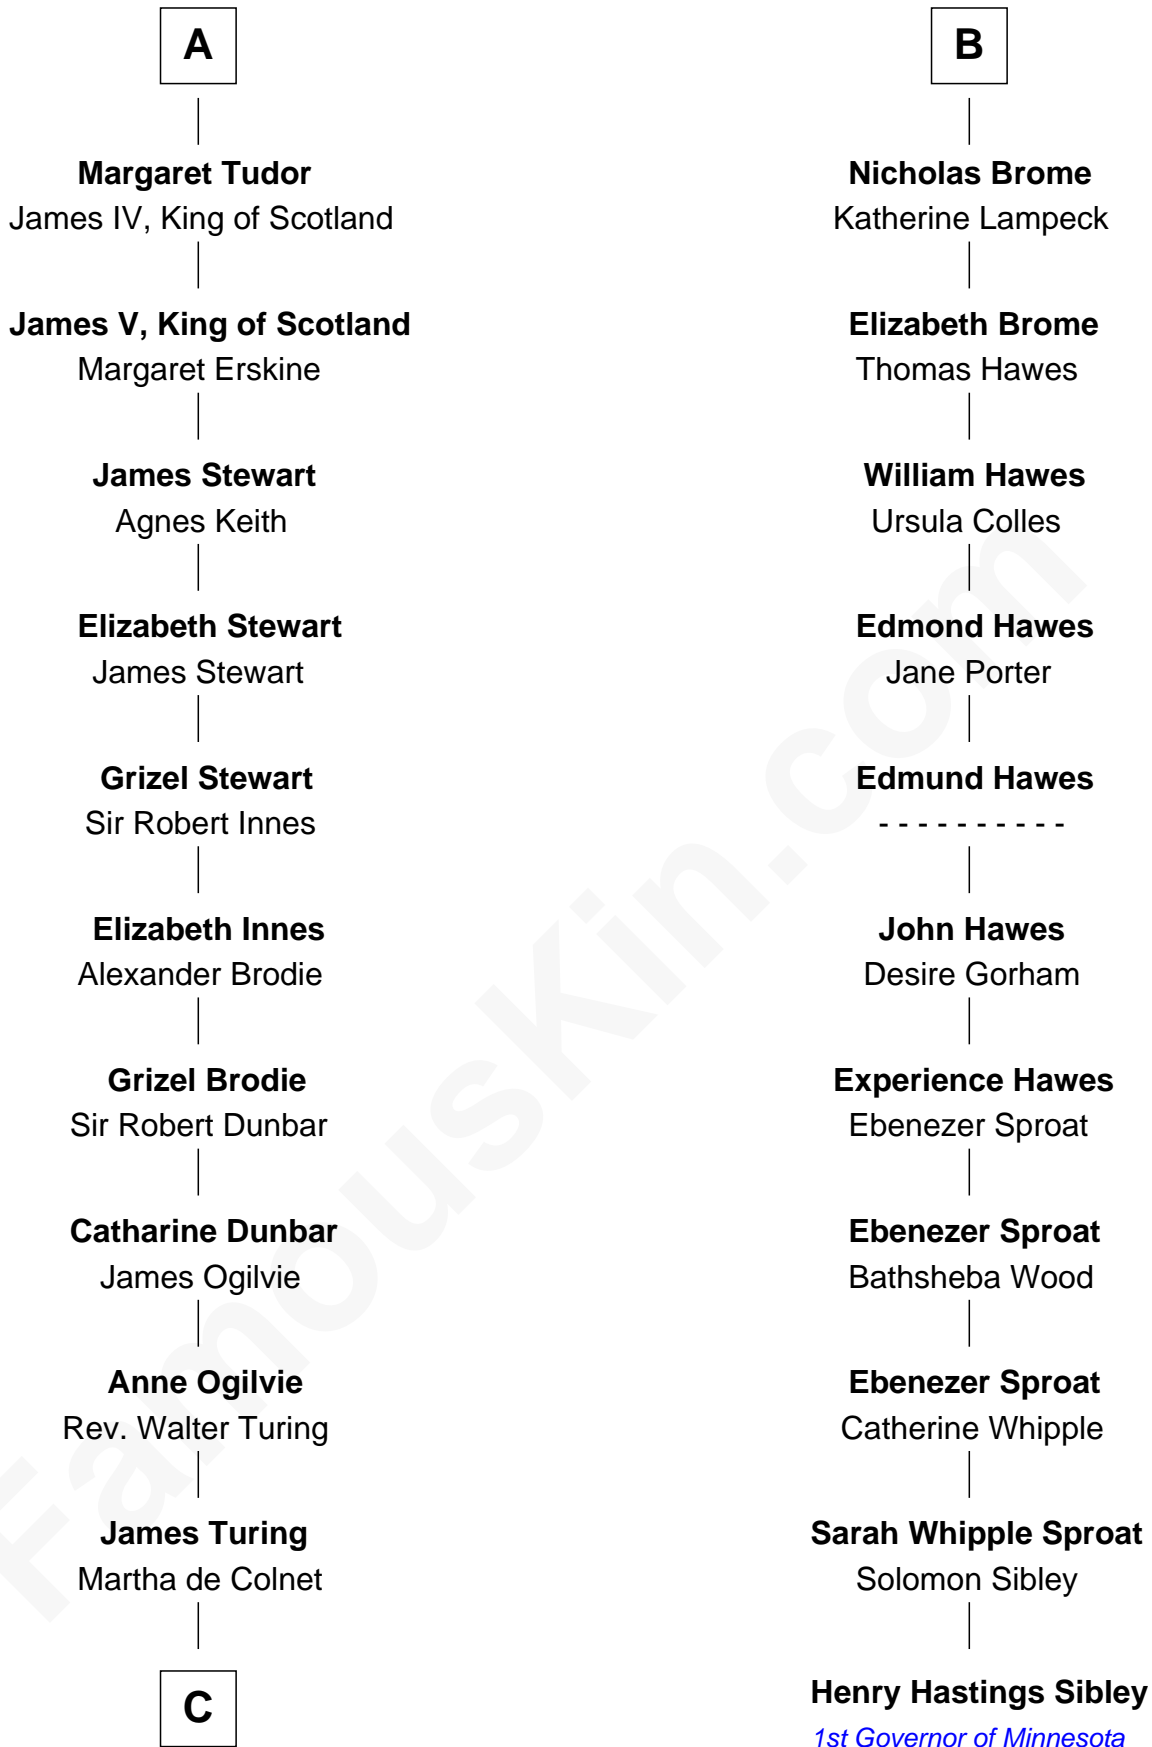 A
Margaret Tudor
James IV, King of Scotland
James V, King of Scotland
Margaret Erskine
James Stewart
Agnes Keith
Elizabeth Stewart
James Stewart
Grizel Stewart
Sir Robert Innes
Elizabeth Innes
Alexander Brodie
Grizel Brodie
Sir Robert Dunbar
Catharine Dunbar
James Ogilvie
Anne Ogilvie
Rev. Walter Turing
James Turing
Martha de Colnet
C
B
Nicholas Brome
Katherine Lampeck
Elizabeth Brome
Thomas Hawes
William Hawes
Ursula Colles
Edmond Hawes
Jane Porter
Edmund Hawes
- - - - - - - - - -
John Hawes
Desire Gorham
Experience Hawes
Ebenezer Sproat
Ebenezer Sproat
Bathsheba Wood
Ebenezer Sproat
Catherine Whipple
Sarah Whipple Sproat
Solomon Sibley
Henry Hastings Sibley
1st Governor of Minnesota
FamousKin.com